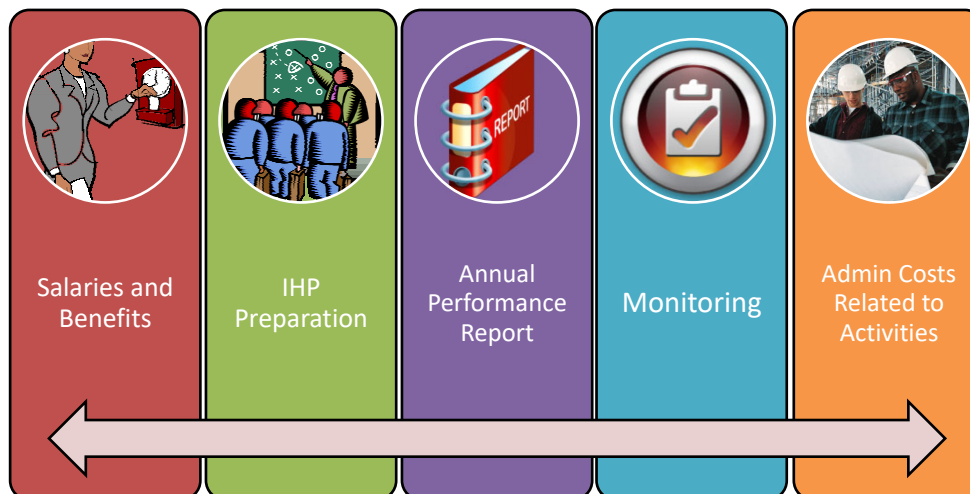 REPORT
Salaries and
Benefits
IHP
Preparation
Annual
Performance
Report
Monitoring
Admin Costs
Related to
Activities